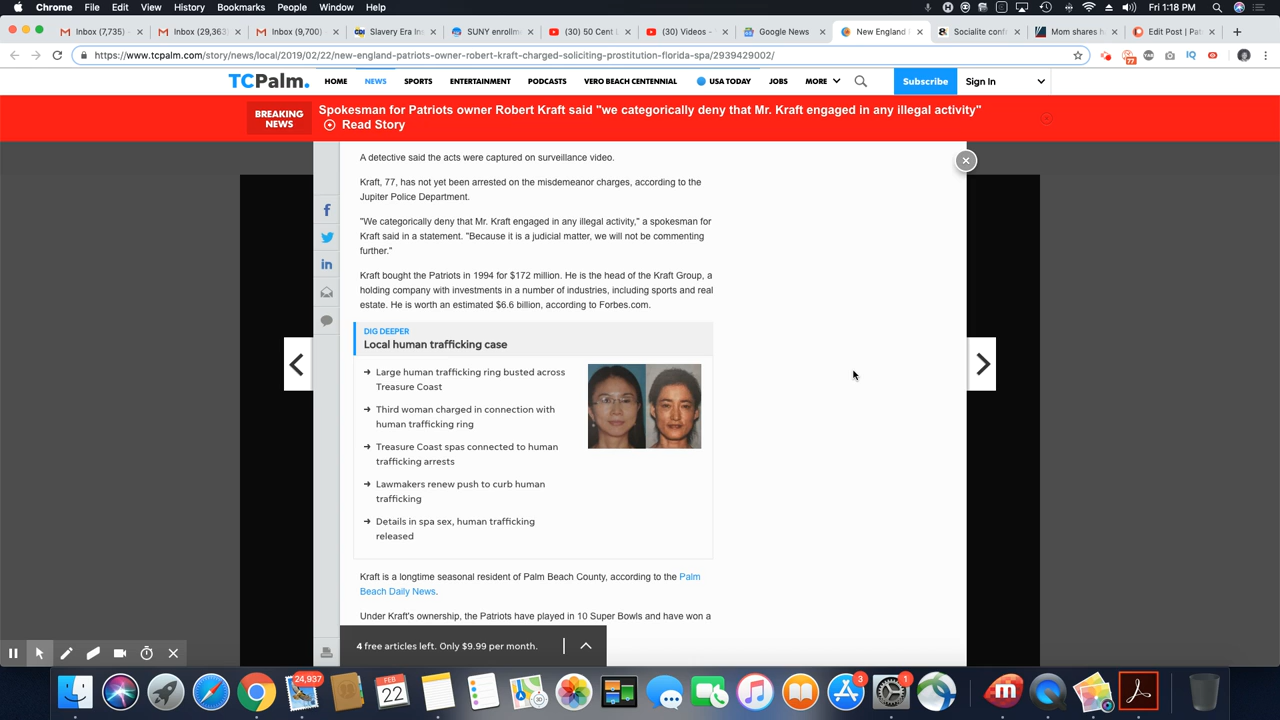 Chrome File Edit View History Bookmarks People Window Help
Fri 1:18 PM
Inbox (7,735)
Inbox (29,363)
Inbox (9,700)
Slavery Era Ins
SUNY enrollme
(30) 50 Cent L
(30) Videos -
Google News
New England
Socialite confi
Mom shares h
Edit Post ‹ Pat
https://www.tcpalm.com/story/news/local/2019/02/22/new-england-patriots-owner-robert-kraft-charged-soliciting-prostitution-florida-spa/2939429002/
77
TCPalm.
HOME NEWS SPORTS ENTERTAINMENT PODCASTS VERO BEACH CENTENNIAL USA TODAY JOBS MORE
Subscribe
Sign In
BREAKING
NEWS
Spokesman for Patriots owner Robert Kraft said "we categorically deny that Mr. Kraft engaged in any illegal activity"
Read Story
A detective said the acts were captured on surveillance video.
Kraft, 77, has not yet been arrested on the misdemeanor charges, according to the
Jupiter Police Department.
"We categorically deny that Mr. Kraft engaged in any illegal activity," a spokesman for
Kraft said in a statement. "Because it is a judicial matter, we will not be commenting
further."
Kraft bought the Patriots in 1994 for $172 million. He is the head of the Kraft Group, a
holding company with investments in a number of industries, including sports and real
estate. He is worth an estimated $6.6 billion, according to Forbes.com.
DIG DEEPER
Local human trafficking case
Large human trafficking ring busted across
Treasure Coast
Third woman charged in connection with
human trafficking ring
Treasure Coast spas connected to human
trafficking arrests
Lawmakers renew push to curb human
trafficking
Details in spa sex, human trafficking
released
Kraft is a longtime seasonal resident of Palm Beach County, according to the Palm
Beach Daily News.
Under Kraft's ownership, the Patriots have played in 10 Super Bowls and have won a
4 free articles left. Only $9.99 per month.
24,937
FEB
22
3
1